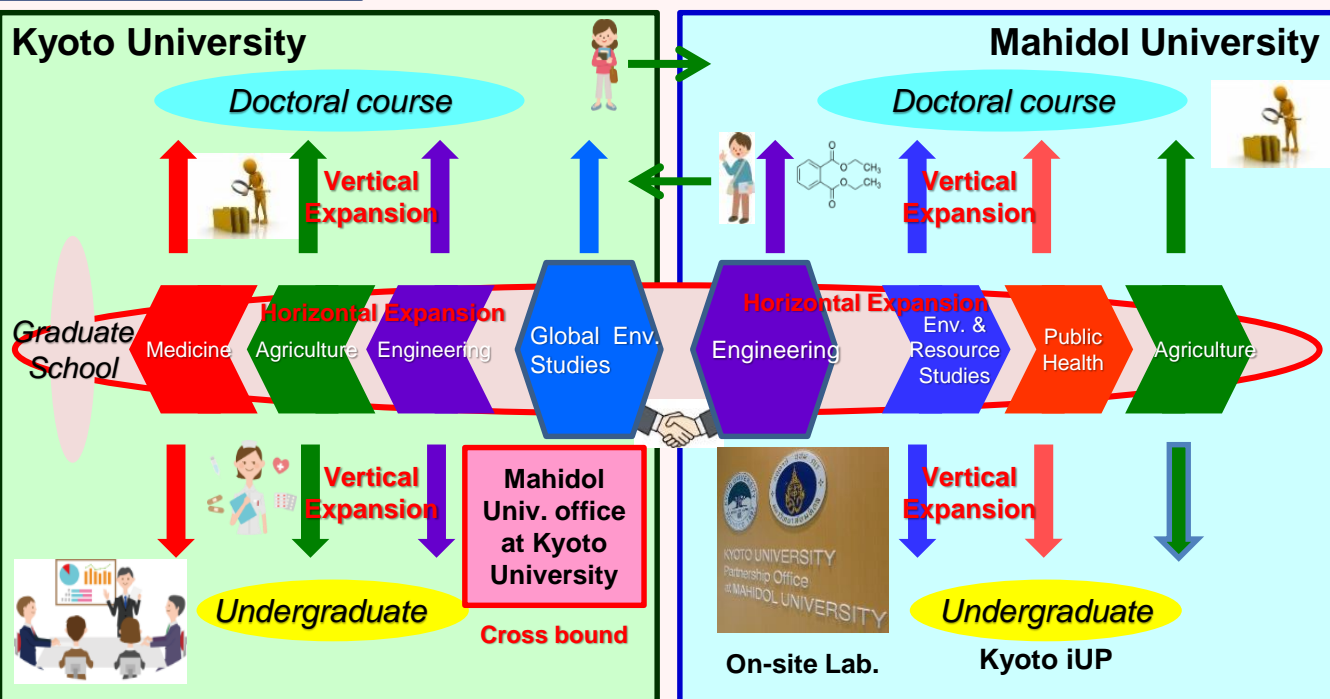 Kyoto University
Mahidol University
Doctoral course
Doctoral course
Vertical
Expansion
O
O
CH₃
O
CH₃
O
Vertical
Expansion
Graduate
School
Horizontal Expansion
Medicine
Agriculture
Engineering
Global Env.
Studies
Horizontal Expansion
Engineering
Env. &
Resource
Studies
Public
Health
Agriculture
Vertical
Expansion
Mahidol
Univ. office
at Kyoto
University
Cross bound
KYOTO UNIVERSITY
Partnership Office
at MAHIDOL UNIVERSITY
Vertical
Expansion
Undergraduate
On-site Lab.
Undergraduate
Kyoto iUP